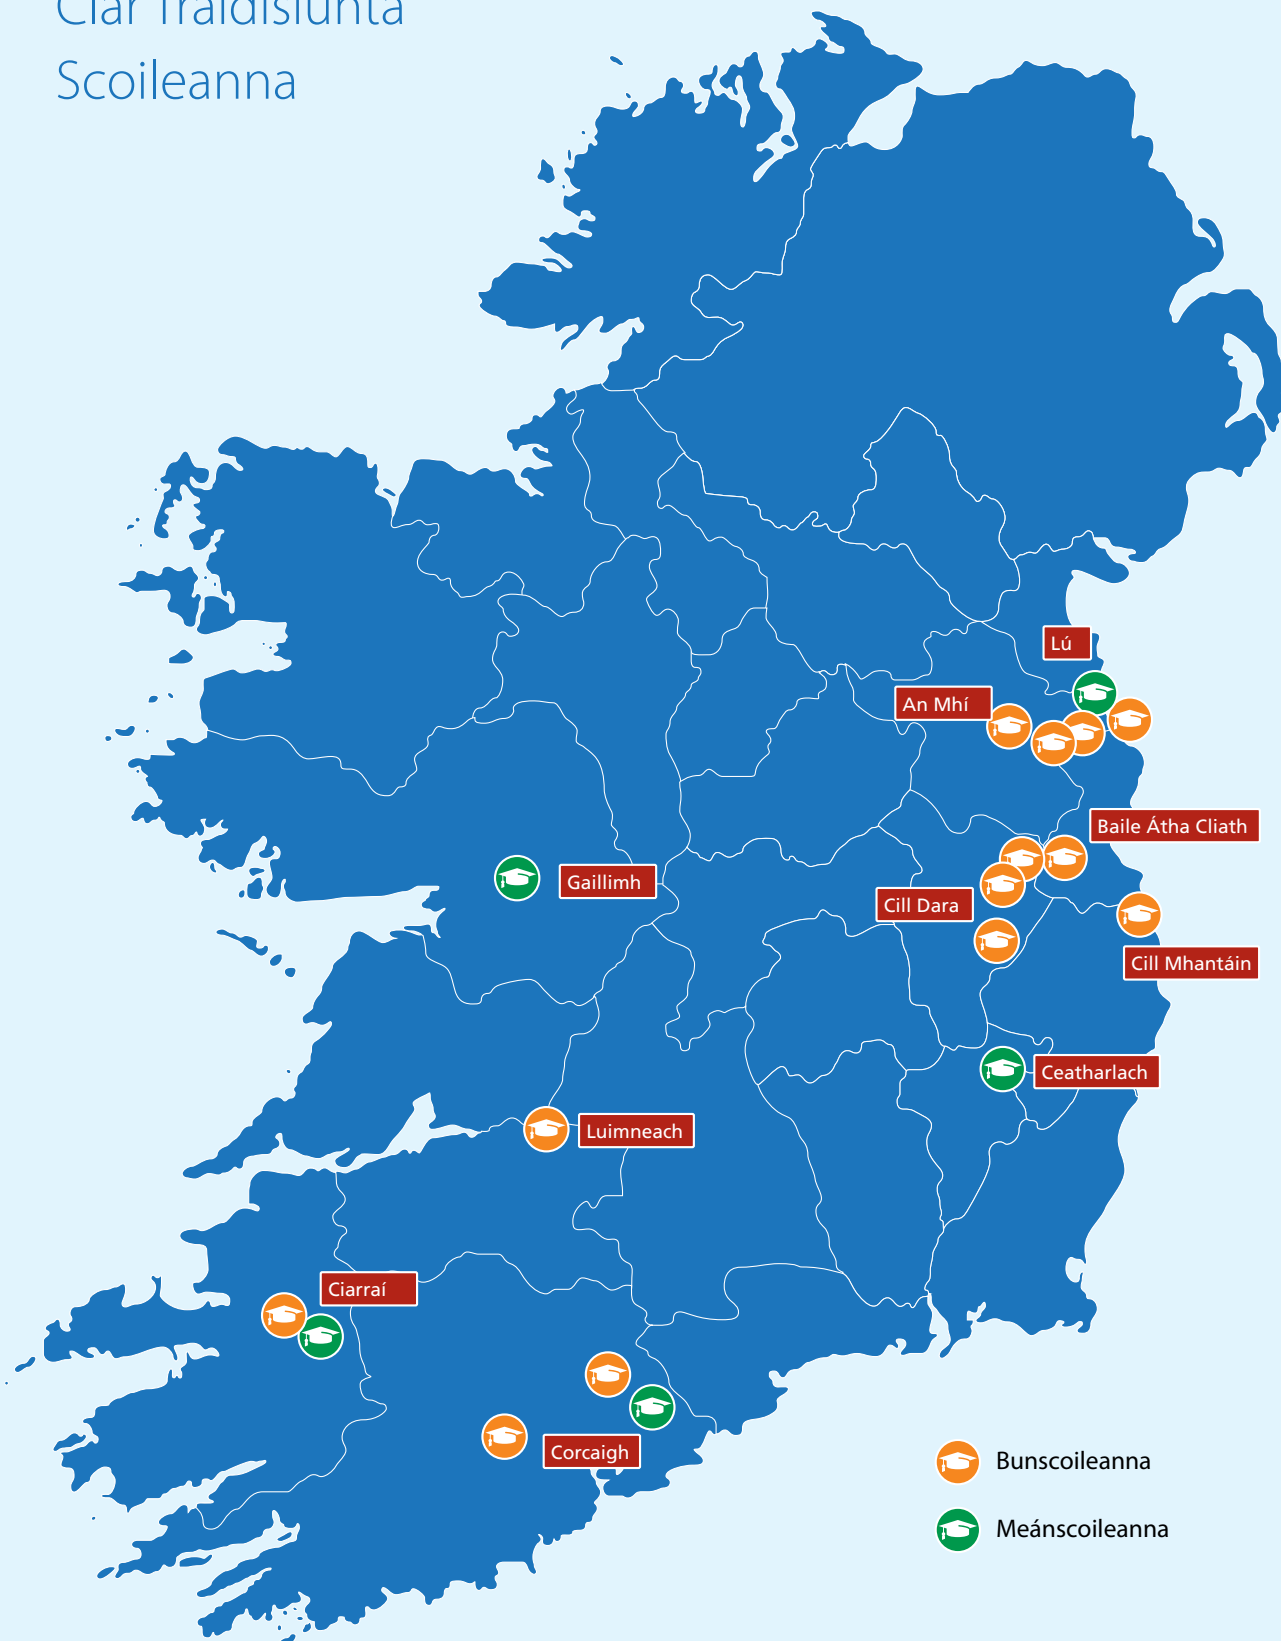 Clár Traidisiúnta
Scoileanna
Lú
An Mhí
Baile Átha Cliath
Gaillimh
Cill Dara
Cill Mhantáin
Ceatharlach
Luimneach
Ciarraí
Corcaigh
Bunscoileanna
Meánscoileanna